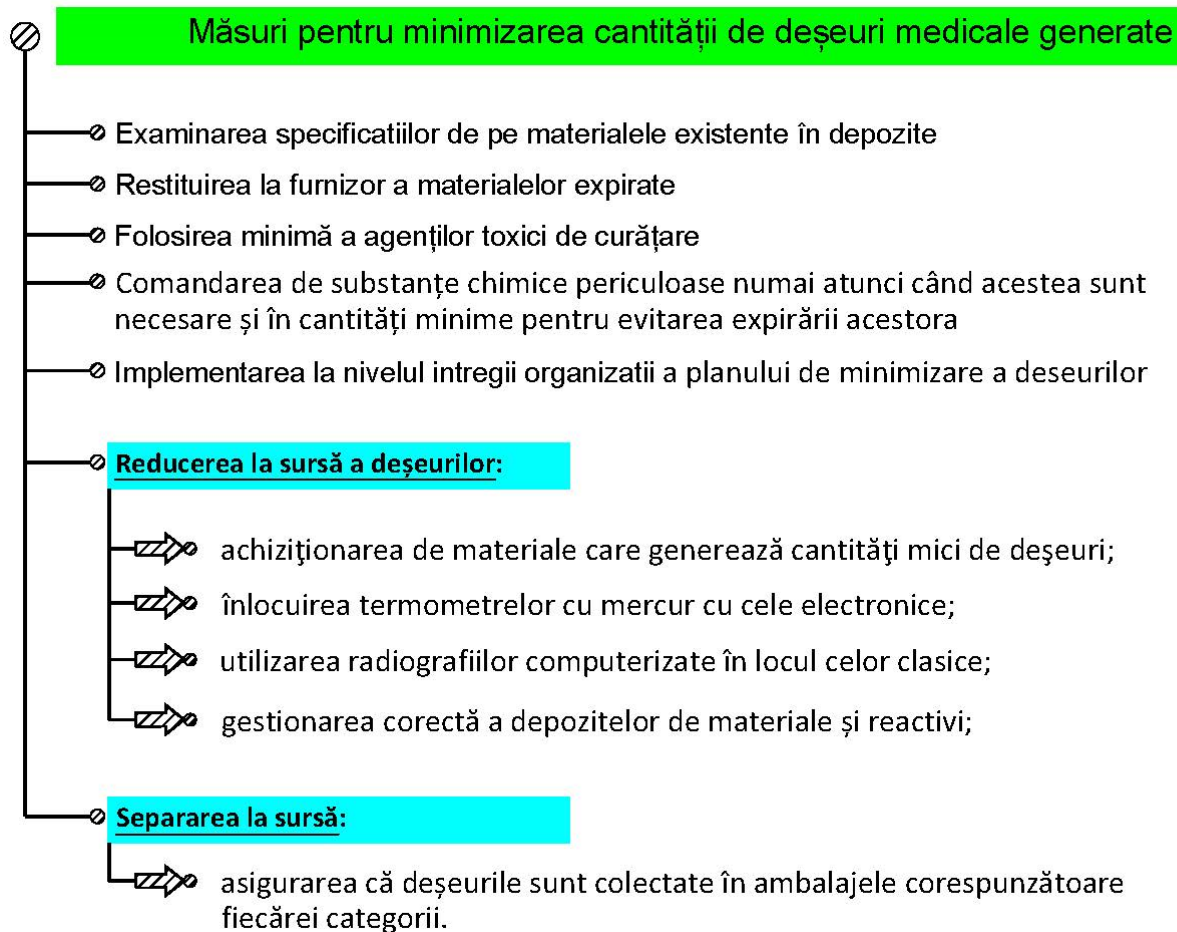 Măsuri pentru minimizarea cantității de deșeuri medicale generate
Examinarea specificatiilor de pe materialele existente în depozite
Restituirea la furnizor a materialelor expirate
Folosirea minimă a agenților toxici de curățare
Comandarea de substanțe chimice periculoase numai atunci când acestea sunt
necesare și în cantități minime pentru evitarea expirării acestora
Implementarea la nivelul intregii organizatii a planului de minimizare a deseurilor
Reducerea la sursă a deșeurilor:
achiziţionarea de materiale care generează cantităţi mici de deşeuri;
înlocuirea termometrelor cu mercur cu cele electronice;
utilizarea radiografiilor computerizate în locul celor clasice;
gestionarea corectă a depozitelor de materiale și reactivi;
Separarea la sursă:
asigurarea că deșeurile sunt colectate în ambalajele corespunzătoare
fiecărei categorii.